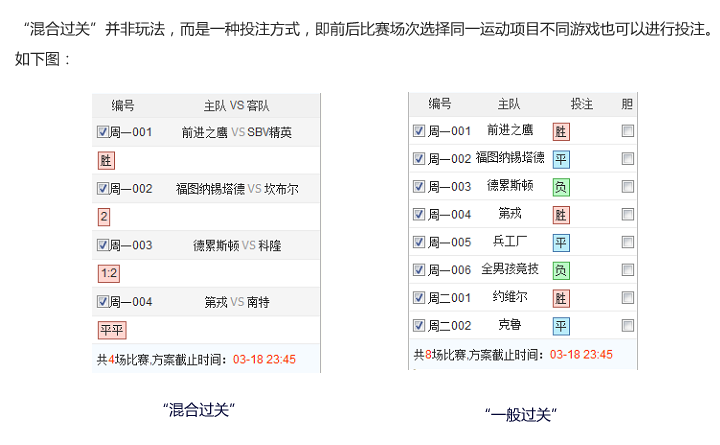 “混合过关”并非玩法，而是一种投注方式，即前后比赛场次选择同一运动项目不同游戏也可以进行投注。
如下图：
编号 主队 VS 客队
周一001 前进之鹰 VS SBV精英
胜
周一002 福图纳锡塔德 VS 坎布尔
2
周一003 德累斯顿 VS 科隆
1:2
周一004 第戎 VS 南特
平平
共4场比赛,方案截止时间：03-18 23:45
“混合过关”
编号 主队 投注 胆
周一001 前进之鹰 胜
周一002 福图纳锡塔德 平
周一003 德累斯顿 负
周一004 第戎 胜
周一005 兵工厂 平
周一006 全男孩竞技 负
周二001 约维尔 胜
周二002 克鲁 平
共8场比赛,方案截止时间：03-18 23:45
“一般过关”